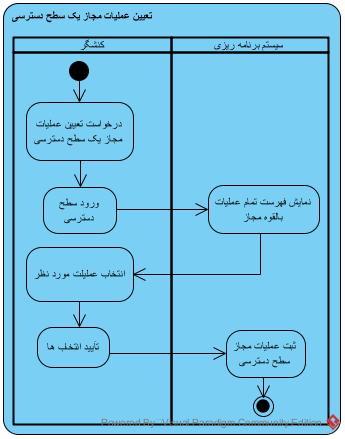 تعیین عملیات مجاز یک سطح دسترسی
کنشگر
سیستم برنامه ریزی
درخواست تعیین عملیات
مجاز یک سطح دسترسی
ورود سطح
دسترسی
نمایش فهرست تمام عملیات
بالقوه مجاز
انتخاب عملیات مورد نظر
تأیید انتخاب ها
ثبت عملیات مجاز
سطح دسترسی
Powered By Visual Paradigm Community Edition